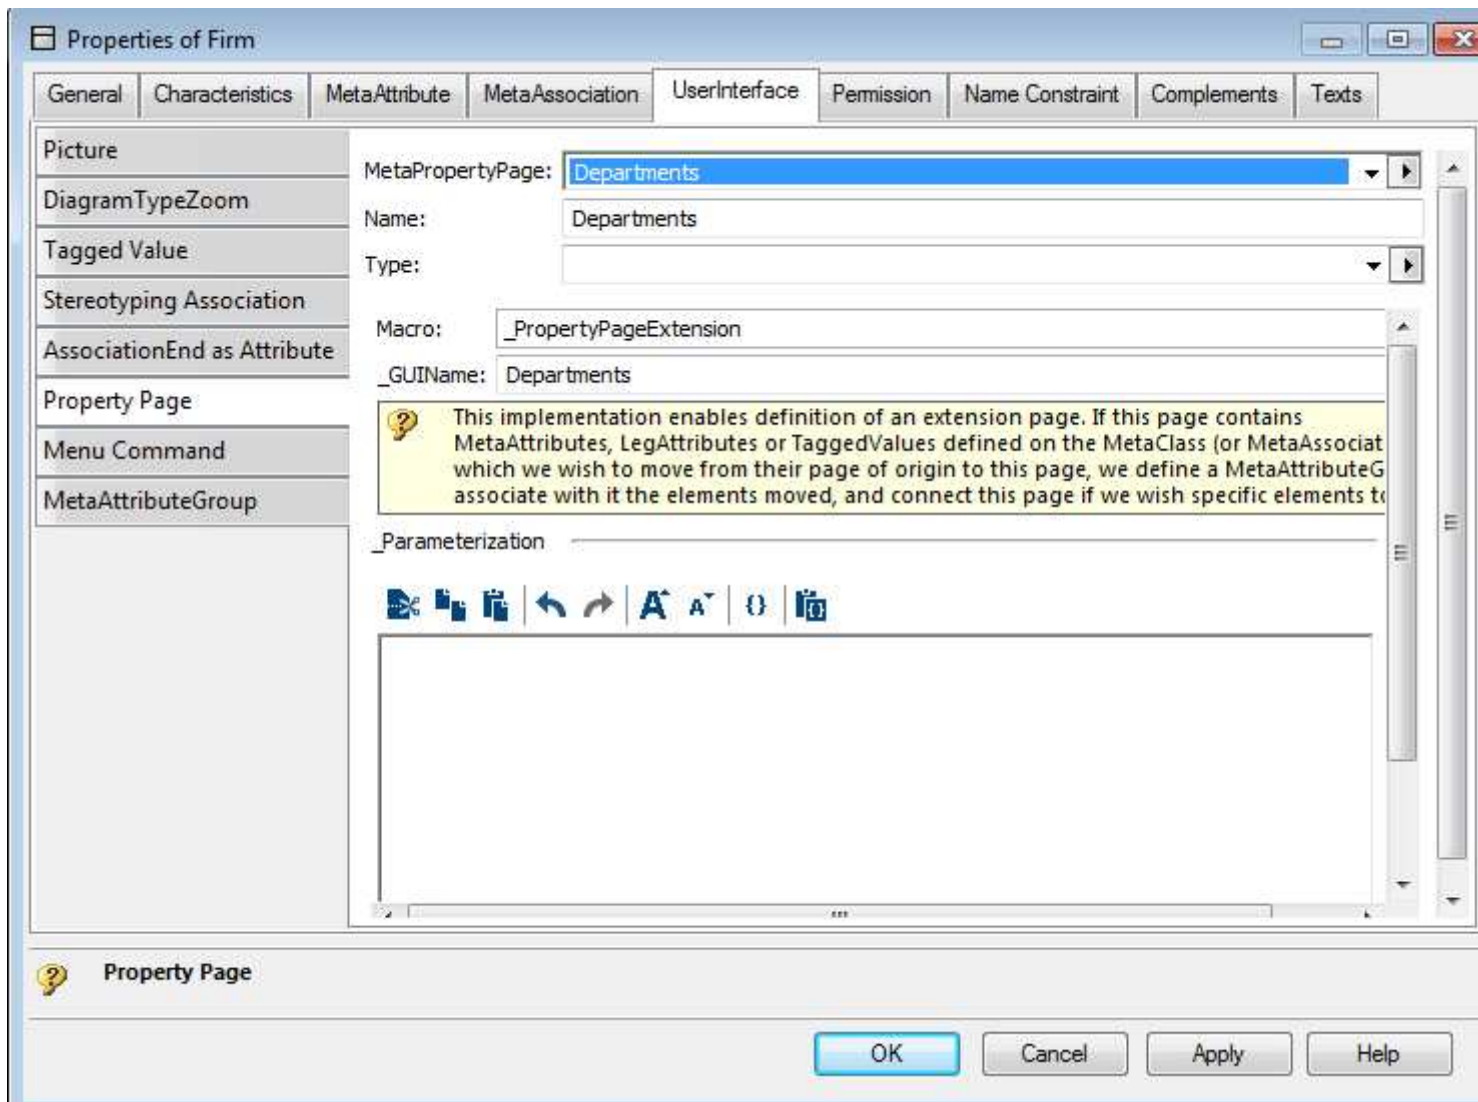 Properties of Firm
General Characteristics MetaAttribute MetaAssociation UserInterface Permission Name Constraint Complements Texts
Picture
DiagramTypeZoom
Tagged Value
Stereotyping Association
AssociationEnd as Attribute
Property Page
Menu Command
MetaAttributeGroup
MetaPropertyPage: Departments
Name: Departments
Type:
Macro: _PropertyPageExtension
_GUIName: Departments
This implementation enables definition of an extension page. If this page contains
MetaAttributes, LegAttributes or TaggedValues defined on the MetaClass (or MetaAssociat
which we wish to move from their page of origin to this page, we define a MetaAttributeG
associate with it the elements moved, and connect this page if we wish specific elements to
_Parameterization
Property Page
OK Cancel Apply Help